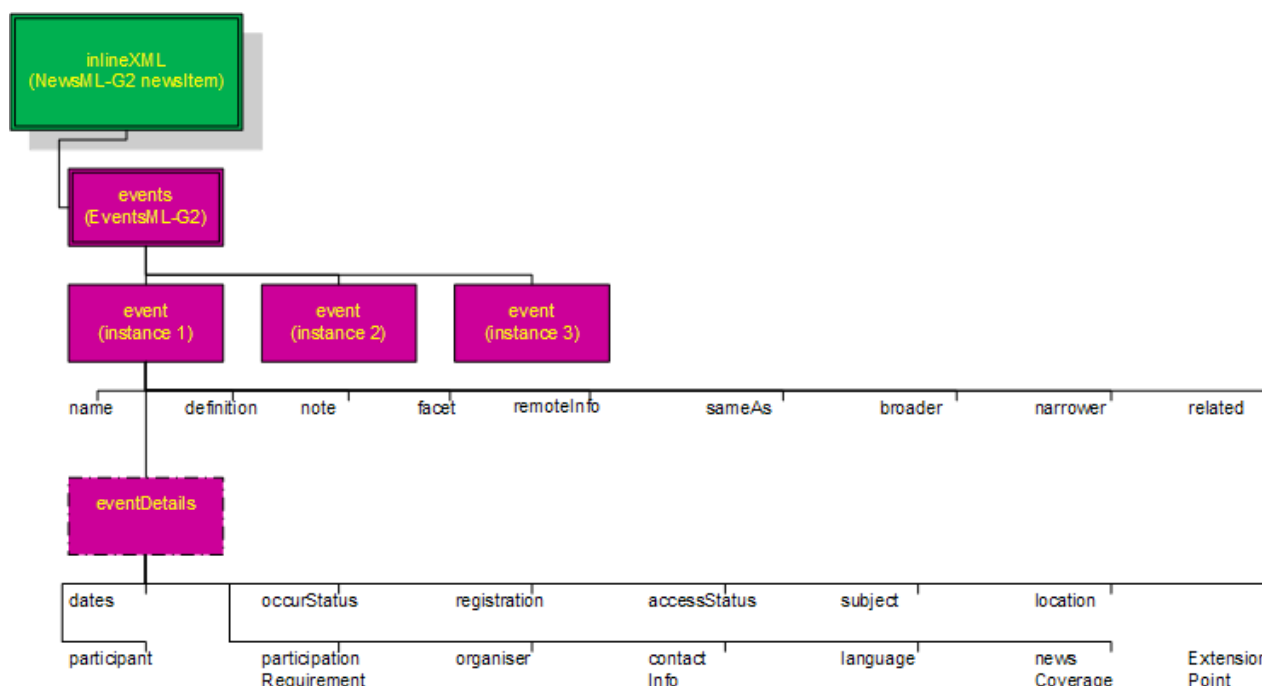 inlineXML
(NewsML-G2 newsItem)
events
(EventsML-G2)
event
(instance 1)
event
(instance 2)
event
(instance 3)
name definition note facet remoteInfo sameAs broader narrower related
eventDetails
dates occurStatus registration accessStatus subject location
participant participation Requirement organiser contact Info language news Coverage Extension Point